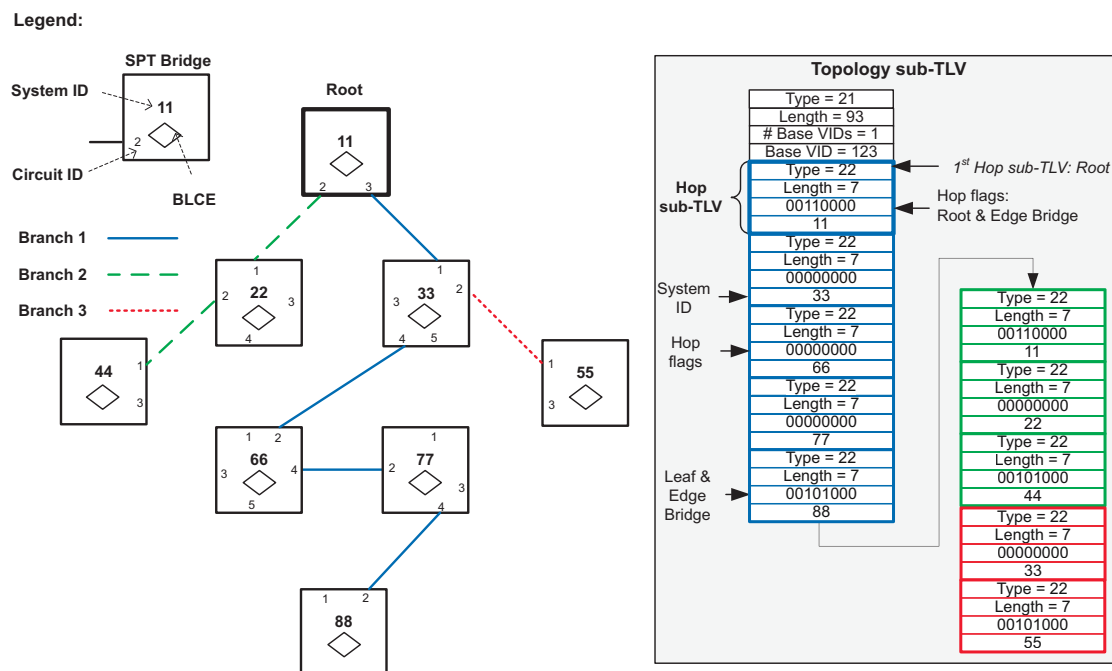 Legend:
SPT Bridge
System ID
11
2
Circuit ID
BLCE
Branch 1
Branch 2
Branch 3
Root
11
2 3
1
22
2 3
4
1
33
2
3
4 5
44
1
3
55
1
3
1 2
66
3 4
5
1
77
2
3
4
1 2
88
Topology sub-TLV
Type = 21
Length = 93
# Base VIDs = 1
Base VID = 123
Hop
sub-TLV
Type = 22
Length = 7
00110000
11
1st Hop sub-TLV: Root
Hop flags:
Root & Edge Bridge
Type = 22
Length = 7
00000000
33
System
ID
Type = 22
Length = 7
00000000
66
Hop
flags
Type = 22
Length = 7
00000000
77
Type = 22
Length = 7
00101000
88
Leaf &
Edge
Bridge
Type = 22
Length = 7
00110000
11
Type = 22
Length = 7
00000000
22
Type = 22
Length = 7
00101000
44
Type = 22
Length = 7
00000000
33
Type = 22
Length = 7
00101000
55